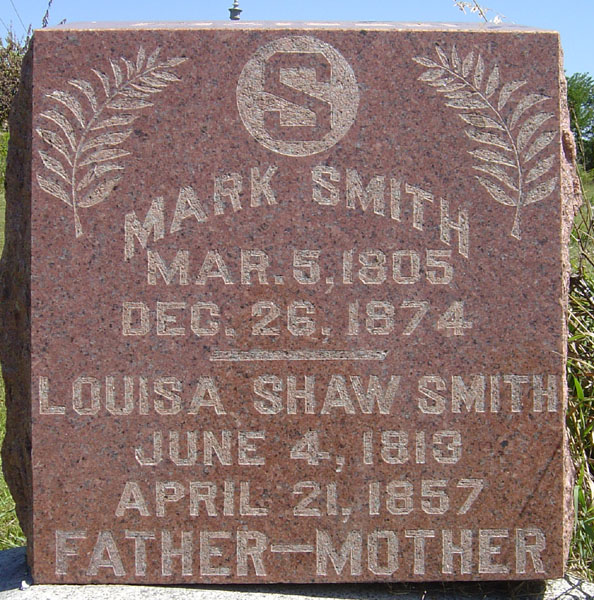 S
MARK SMITH
MAR. 5, 1805
DEC. 26, 1874
LOUISA SHAW SMITH
JUNE 4, 1813
APRIL 21, 1857
FATHER—MOTHER